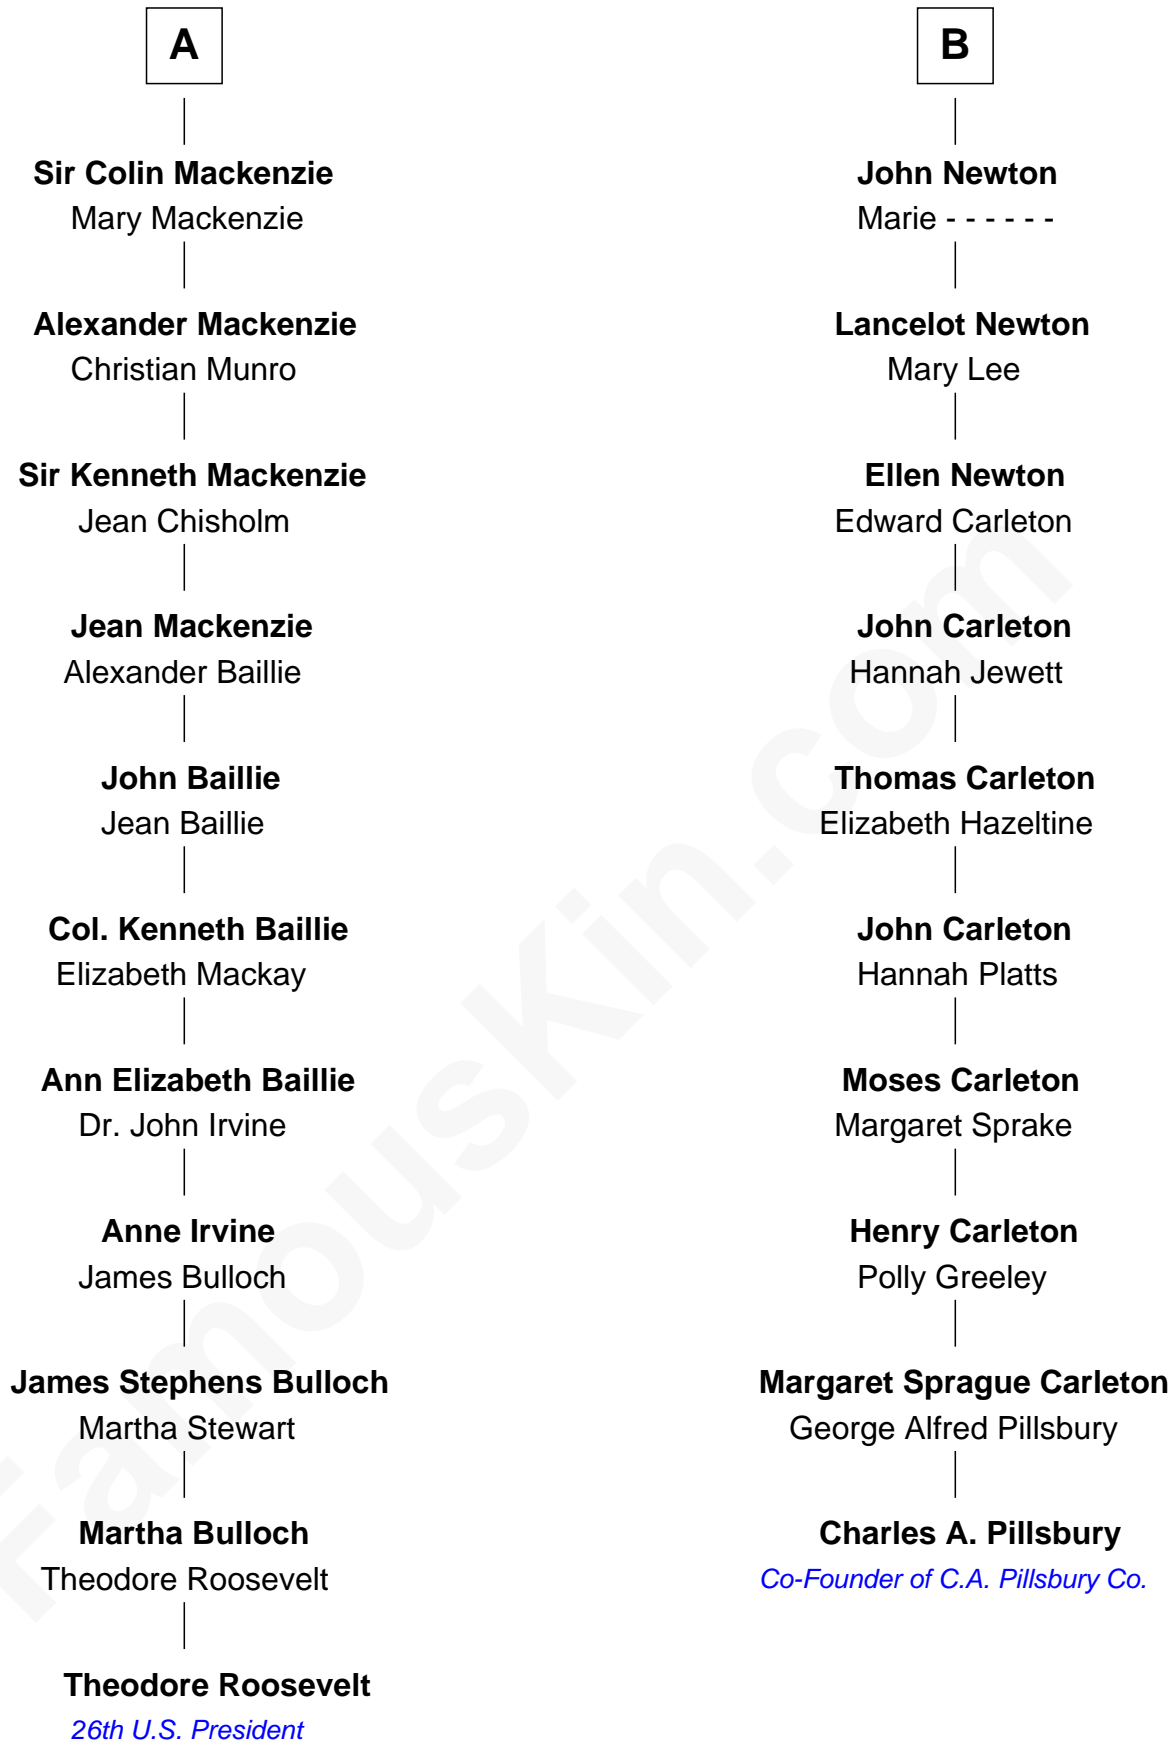 A
Sir Colin Mackenzie
Mary Mackenzie
Alexander Mackenzie
Christian Munro
Sir Kenneth Mackenzie
Jean Chisholm
Jean Mackenzie
Alexander Baillie
John Baillie
Jean Baillie
Col. Kenneth Baillie
Elizabeth Mackay
Ann Elizabeth Baillie
Dr. John Irvine
Anne Irvine
James Bulloch
James Stephens Bulloch
Martha Stewart
Martha Bulloch
Theodore Roosevelt
Theodore Roosevelt
26th U.S. President
B
John Newton
Marie - - - - - -
Lancelot Newton
Mary Lee
Ellen Newton
Edward Carleton
John Carleton
Hannah Jewett
Thomas Carleton
Elizabeth Hazeltine
John Carleton
Hannah Platts
Moses Carleton
Margaret Sprake
Henry Carleton
Polly Greeley
Margaret Sprague Carleton
George Alfred Pillsbury
Charles A. Pillsbury
Co-Founder of C.A. Pillsbury Co.
FamousKin.com